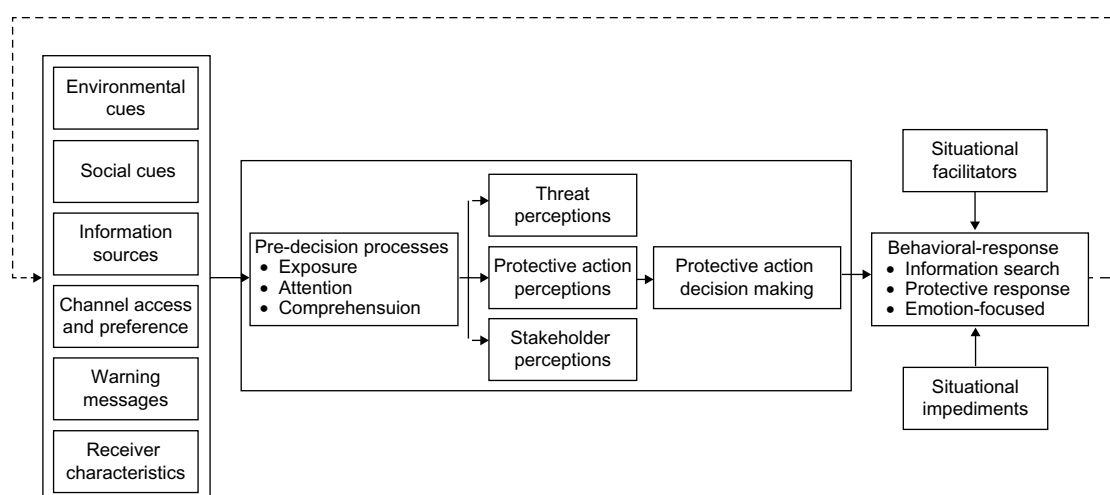 Environmental
cues
Social cues
Information
sources
Channel access
and preference
Warning
messages
Receiver
characteristics
Pre-decision processes
• Exposure
• Attention
• Comprehensuion
Threat
perceptions
Protective action
perceptions
Stakeholder
perceptions
Protective action
decision making
Situational
facilitators
Behavioral-response
• Information search
• Protective response
• Emotion-focused
Situational
impediments